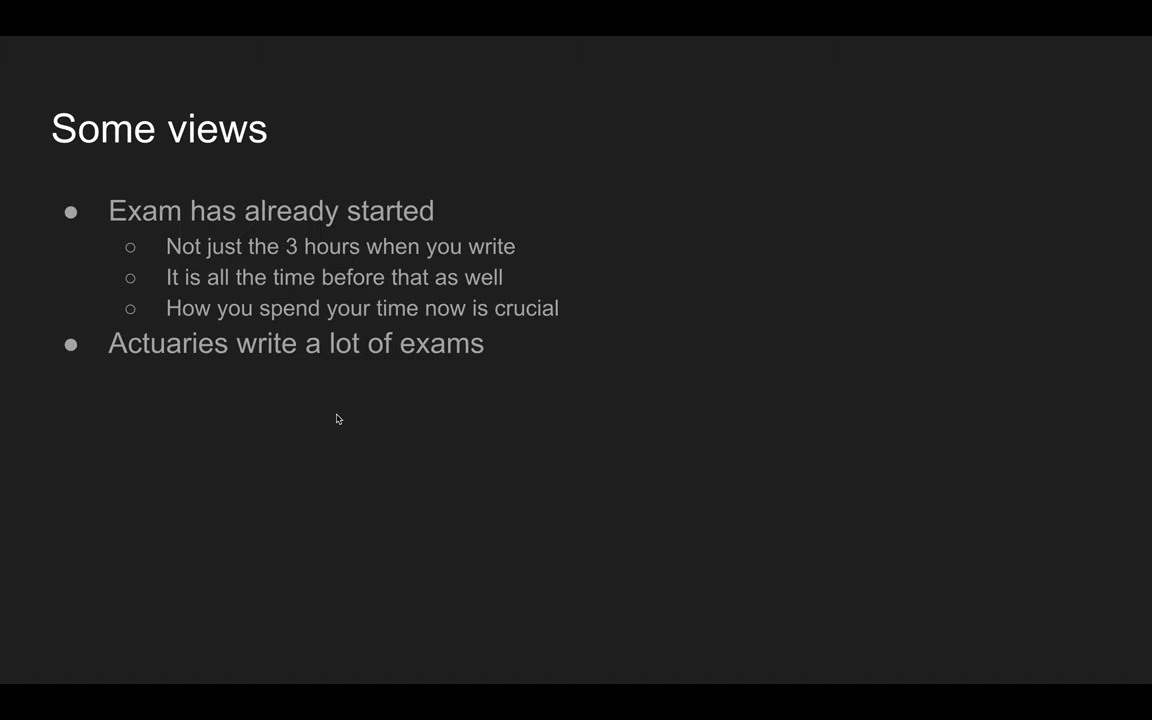 Some views
● Exam has already started
○ Not just the 3 hours when you write
○ It is all the time before that as well
○ How you spend your time now is crucial
● Actuaries write a lot of exams